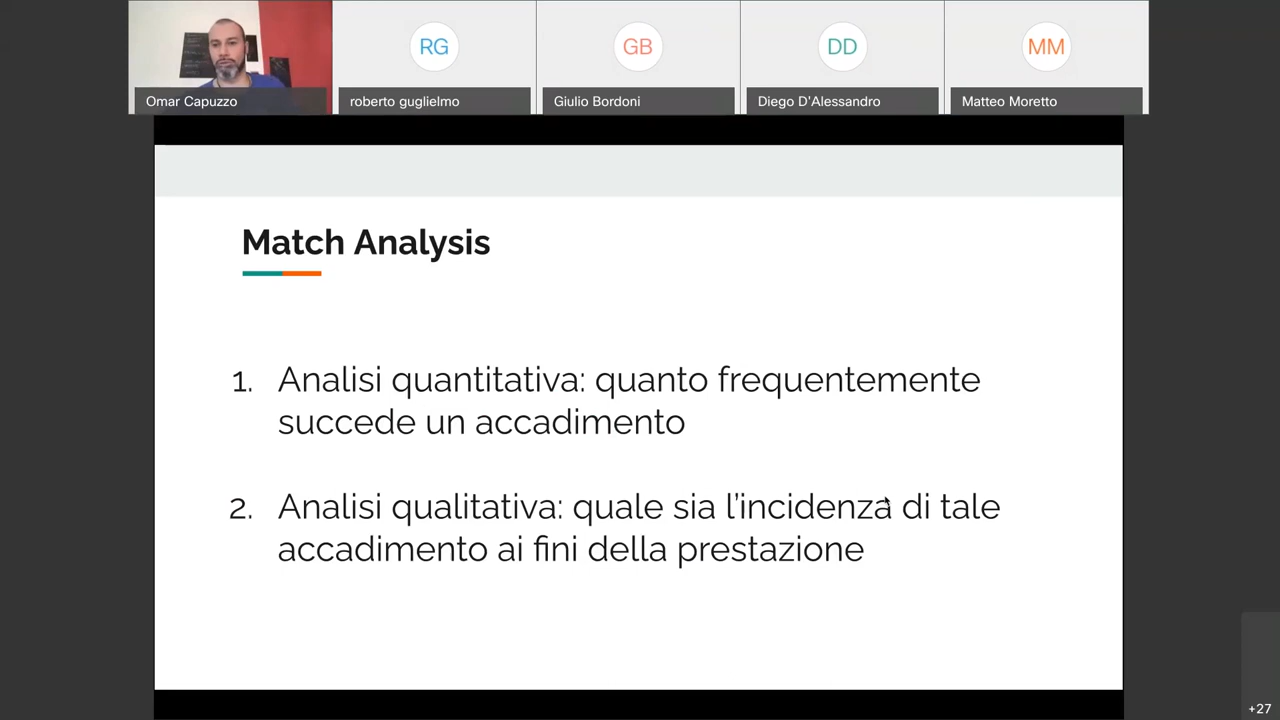 RG
GB
DD
MM
Omar Capuzzo
roberto guglielmo
Giulio Bordoni
Diego D'Alessandro
Matteo Moretto
Match Analysis
1. Analisi quantitativa: quanto frequentemente
succede un accadimento
2. Analisi qualitativa: quale sia l'incidenza di tale
accadimento ai fini della prestazione
+27